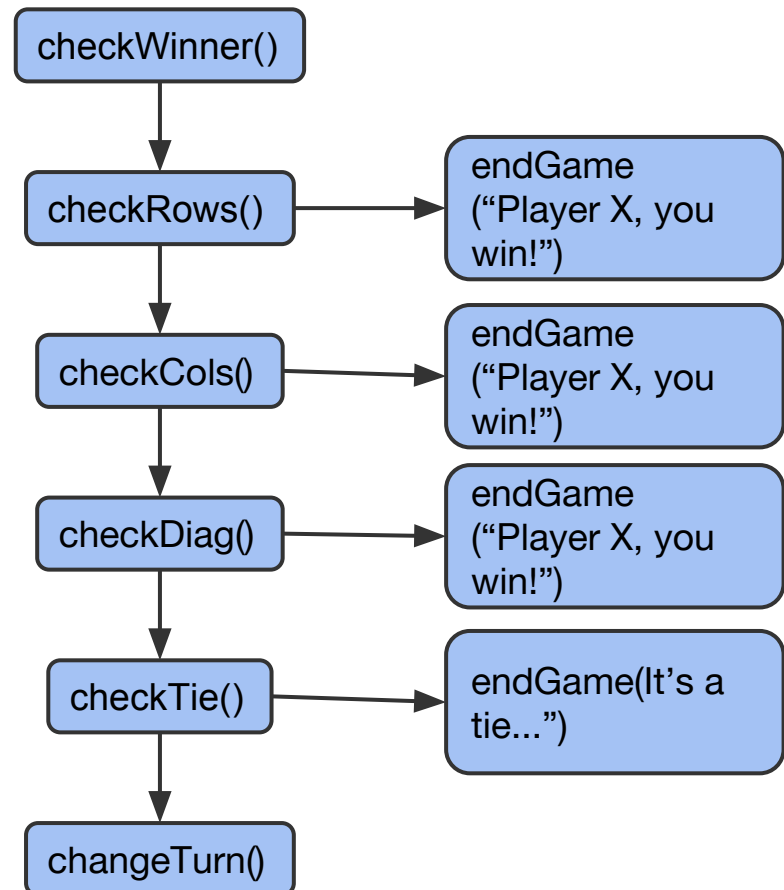 checkWinner()
checkRows()
endGame
(“Player X, you
win!”)
checkCols()
endGame
(“Player X, you
win!”)
checkDiag()
endGame
(“Player X, you
win!”)
checkTie()
endGame(It’s a
tie...”)
changeTurn()